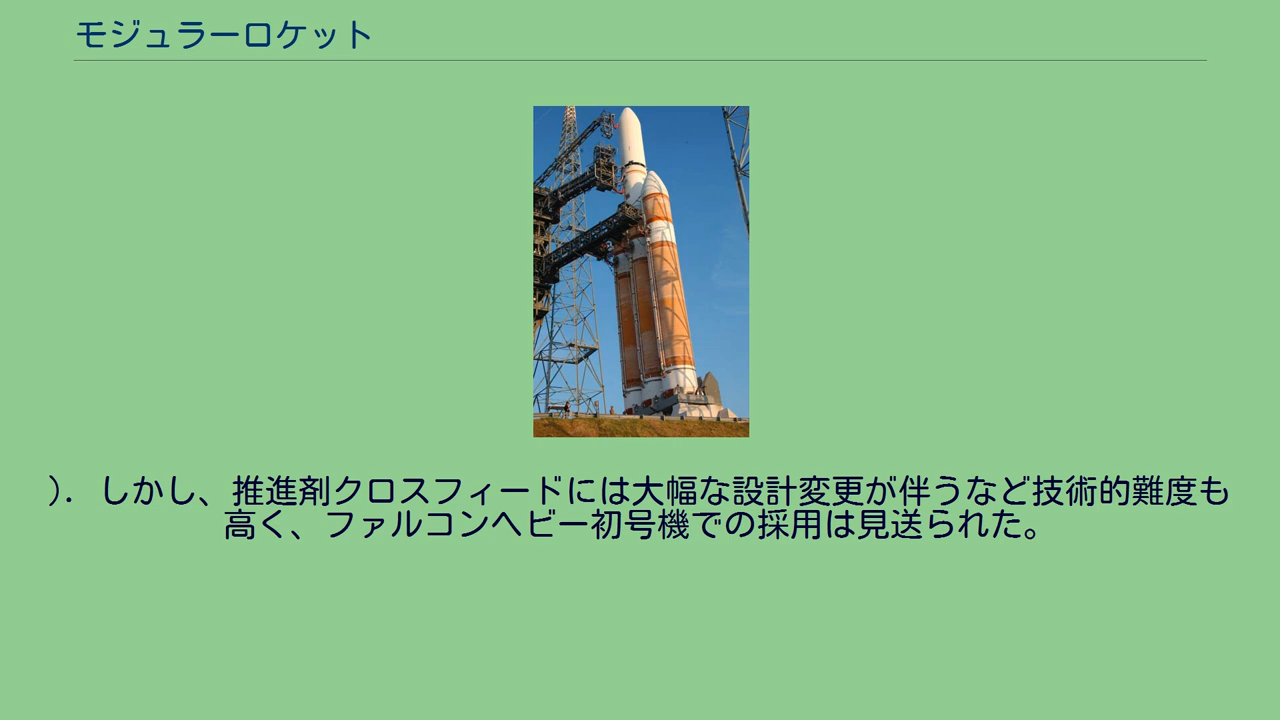 モジュラーロケット
). しかし、推進剤クロスフィードには大幅な設計変更が伴うなど技術的難度も
高く、ファルコンヘビー初号機での採用は見送られた。